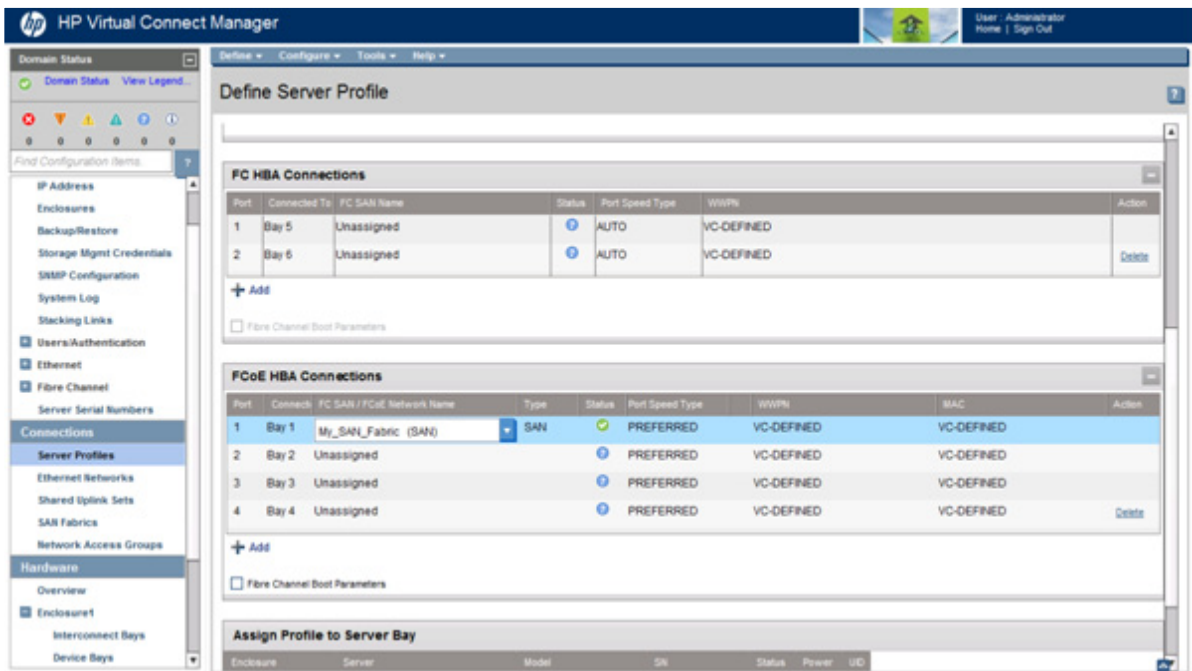 hp HP Virtual Connect Manager
User : Administrator
Home | Sign Out
Domain Status
Domain Status View Legend...
0 0 0 0 0 0
Find Configuration items.
?
IP Address
Enclosures
Backup/Restore
Storage Mgmt Credentials
SNMP Configuration
System Log
Stacking Links
Users/Authentication
Ethernet
Fibre Channel
Server Serial Numbers
Connections
Server Profiles
Ethernet Networks
Shared Uplink Sets
SAN Fabrics
Network Access Groups
Hardware
Overview
Enclosure1
Interconnect Bays
Device Bays
Define Configure Tools Help
Define Server Profile ?
FC HBA Connections
Port Connected To FC SAN Name Status Port Speed Type WWPN Action
1 Bay 5 Unassigned ? AUTO VC-DEFINED
2 Bay 6 Unassigned ? AUTO VC-DEFINED Delete
+ Add
Fibre Channel Boot Parameters
FCoE HBA Connections
Port Connecti FC SAN / FCoE Network Name Type Status Port Speed Type WWPN MAC Action
1 Bay 1 My_SAN_Fabric (SAN) SAN PREFERRED VC-DEFINED VC-DEFINED
2 Bay 2 Unassigned ? PREFERRED VC-DEFINED VC-DEFINED
3 Bay 3 Unassigned ? PREFERRED VC-DEFINED VC-DEFINED
4 Bay 4 Unassigned ? PREFERRED VC-DEFINED VC-DEFINED Delete
+ Add
Fibre Channel Boot Parameters
Assign Profile to Server Bay
Enclosure Server Model SN Status Power UID